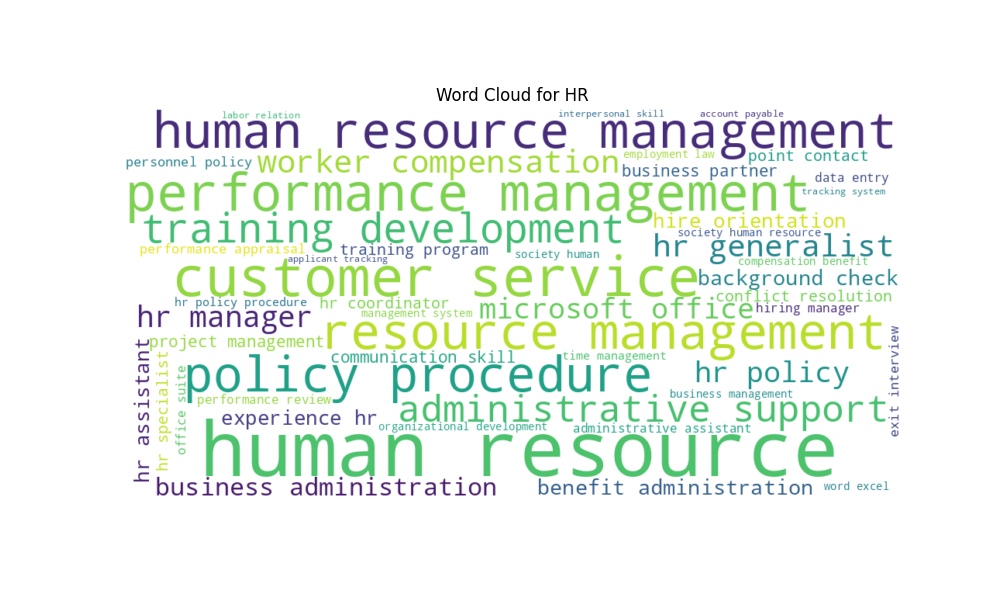 Word Cloud for HR
labor relation
interpersonal skill
account payable
human resource management
personnel policy
worker compensation
employment law
point contact
business partner
data entry
performance management
tracking system
training development
hire orientation
society human resource
performance appraisal
training program
society human
hr generalist
applicant tracking
compensation benefit
customer service
background check
hr policy procedure
hr coordinator
microsoft office
conflict resolution
hr manager
management system
hiring manager
resource management
project management
communication skill
time management
policy procedure
hr policy
performance review
business management
administrative support
experience hr
organizational development
administrative assistant
human resource
hr assistant
hr specialist
office suite
exit interview
business administration
benefit administration
word excel